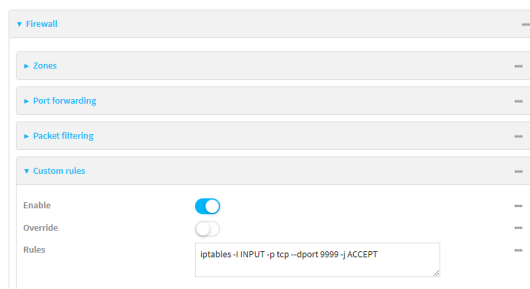 Firewall
Zones
Port forwarding
Packet filtering
Custom rules
Enable
Override
Rules
iptables -I INPUT -p tcp --dport 9999 -j ACCEPT